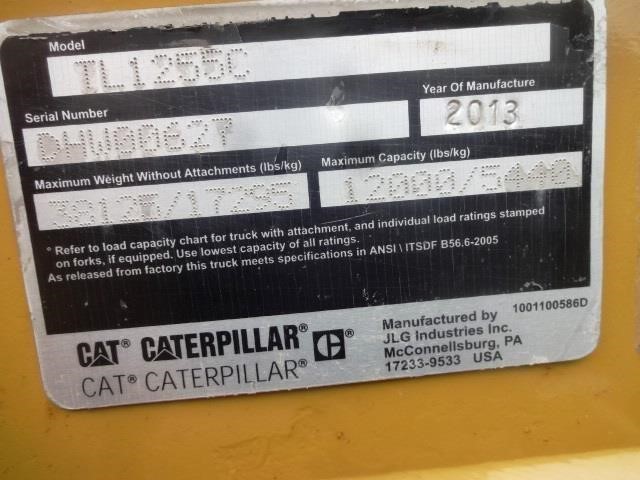 Model
TL1255C
Serial Number
Year Of Manufacture
2013
Maximum Weight Without Attachments (lbs/kg)
Maximum Capacity (lbs/kg)
* Refer to load capacity chart for truck with attachment, and individual load ratings stamped
on forks, if equipped. Use lowest capacity of all ratings.
As released from factory this truck meets specifications in ANSI \ ITSDF B56.6-2005
1001100586D
CAT® CATERPILLAR® C
CAT® CATERPILLAR®
Manufactured by
JLG Industries Inc.
McConnellsburg, PA
17233-9533 USA